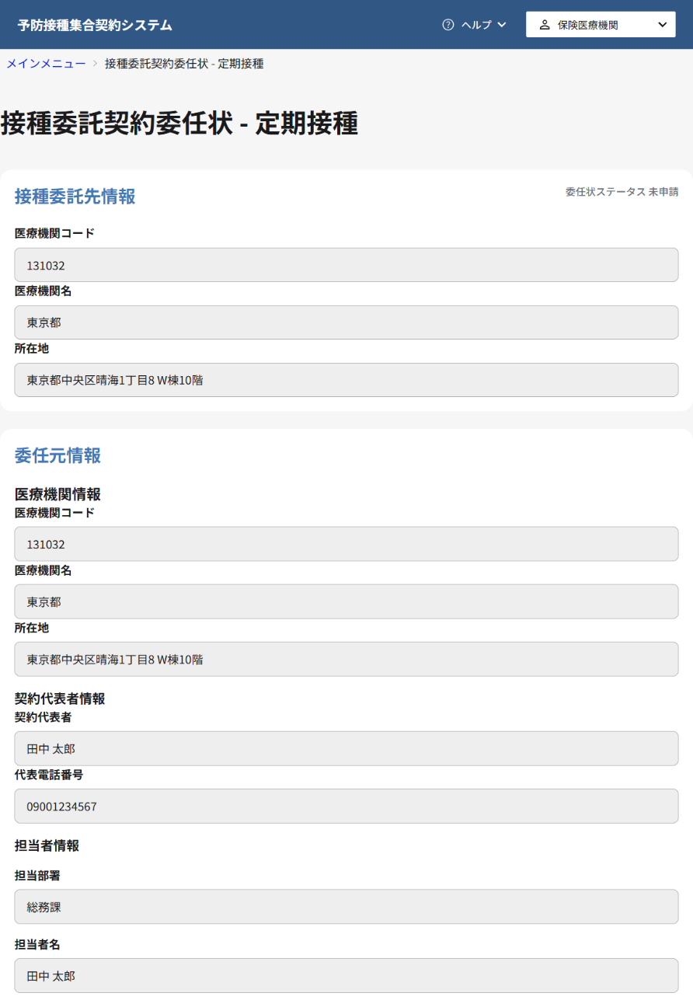 予防接種集合契約システム
ヘルプ
保険医療機関
メインメニュー > 接種委託契約委任状 - 定期接種
接種委託契約委任状 - 定期接種
接種委託先情報
委任状ステータス 未申請
医療機関コード
131032
医療機関名
東京都
所在地
東京都中央区晴海1丁目8 W棟10階
委任元情報
医療機関情報
医療機関コード
131032
医療機関名
東京都
所在地
東京都中央区晴海1丁目8 W棟10階
契約代表者情報
契約代表者
田中 太郎
代表電話番号
09001234567
担当者情報
担当部署
総務課
担当者名
田中 太郎